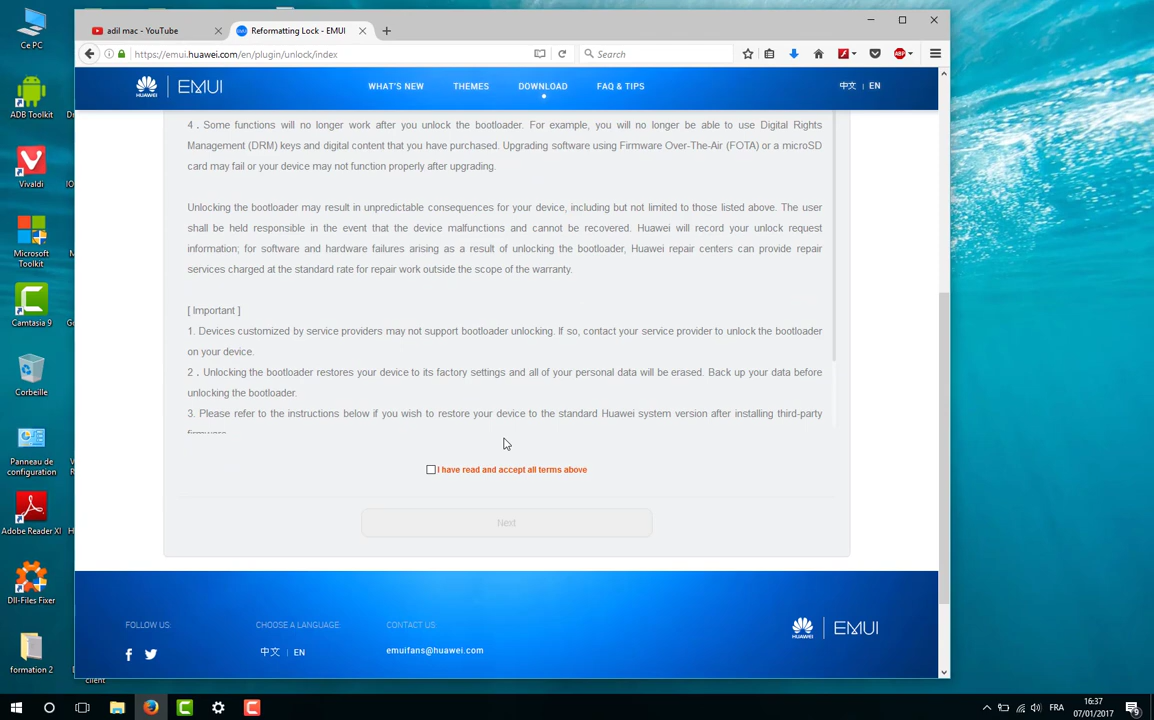 adil mac - YouTube
Reformatting Lock - EMUI
https://emui.huawei.com/en/plugin/unlock/index
Search
HUAWEI
EMUI
WHAT'S NEW
THEMES
DOWNLOAD
FAQ & TIPS
中文 | EN
4 . Some functions will no longer work after you unlock the bootloader. For example, you will no longer be able to use Digital Rights
Management (DRM) keys and digital content that you have purchased. Upgrading software using Firmware Over-The-Air (FOTA) or a microSD
card may fail or your device may not function properly after upgrading.
Unlocking the bootloader may result in unpredictable consequences for your device, including but not limited to those listed above. The user
shall be held responsible in the event that the device malfunctions and cannot be recovered. Huawei will record your unlock request
information; for software and hardware failures arising as a result of unlocking the bootloader, Huawei repair centers can provide repair
services charged at the standard rate for repair work outside the scope of the warranty.
[ Important ]
1. Devices customized by service providers may not support bootloader unlocking. If so, contact your service provider to unlock the bootloader
on your device.
2 . Unlocking the bootloader restores your device to its factory settings and all of your personal data will be erased. Back up your data before
unlocking the bootloader.
3. Please refer to the instructions below if you wish to restore your device to the standard Huawei system version after installing third-party
firmware.
I have read and accept all terms above
Next
FOLLOW US:
CHOOSE A LANGUAGE:
CONTACT US:
中文 | EN
emuifans@huawei.com
HUAWEI
EMUI
Ce PC
ADB Toolkit
Vivaldi
Microsoft
Toolkit
Camtasia 9
Corbeille
Panneau de
configuration
Adobe Reader XI
Dll-Files Fixer
formation 2
client
ABP
FRA
16:37
07/01/2017
9